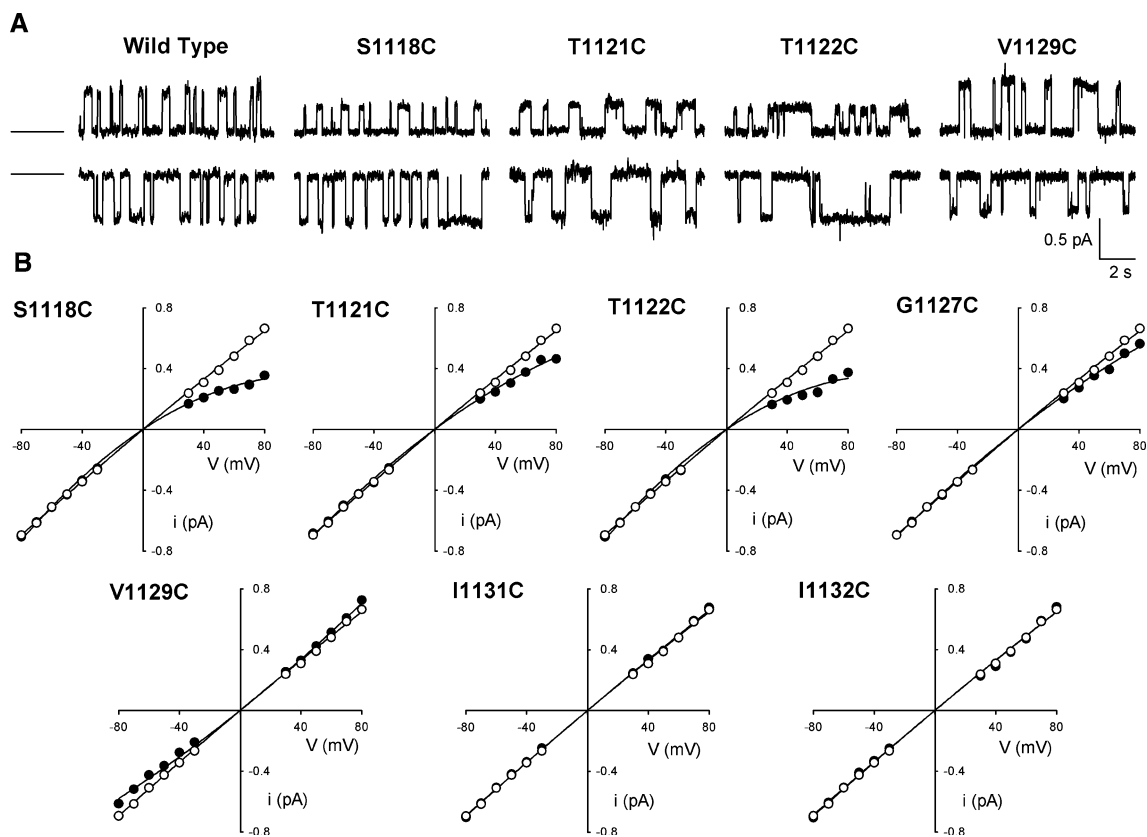 A
Wild Type S1118C T1121C T1122C V1129C
0.5 pA
2 s
B
S1118C
0.8
0.4
-80 -40 40 80
V (mV)
-0.4
i (pA)
-0.8
T1121C
0.8
0.4
-80 -40 40 80
V (mV)
-0.4
i (pA)
-0.8
T1122C
0.8
0.4
-80 -40 40 80
V (mV)
-0.4
i (pA)
-0.8
G1127C
0.8
0.4
-80 -40 40 80
V (mV)
-0.4
i (pA)
-0.8
V1129C
0.8
0.4
-80 -40 40 80
V (mV)
-0.4
i (pA)
-0.8
I1131C
0.8
0.4
-80 -40 40 80
V (mV)
-0.4
i (pA)
-0.8
I1132C
0.8
0.4
-80 -40 40 80
V (mV)
-0.4
i (pA)
-0.8